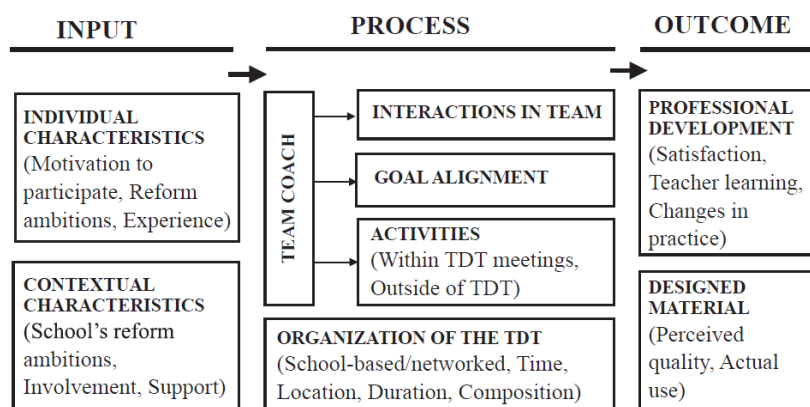 INPUT
PROCESS
OUTCOME
INDIVIDUAL
CHARACTERISTICS
(Motivation to
participate, Reform
ambitions, Experience)
CONTEXTUAL
CHARACTERISTICS
(School's reform
ambitions,
Involvement, Support)
TEAM COACH
INTERACTIONS IN TEAM
GOAL ALIGNMENT
ACTIVITIES
(Within TDT meetings,
Outside of TDT)
ORGANIZATION OF THE TDT
(School-based/networked, Time,
Location, Duration, Composition)
PROFESSIONAL
DEVELOPMENT
(Satisfaction,
Teacher learning,
Changes in
practice)
DESIGNED
MATERIAL
(Perceived
quality, Actual
use)